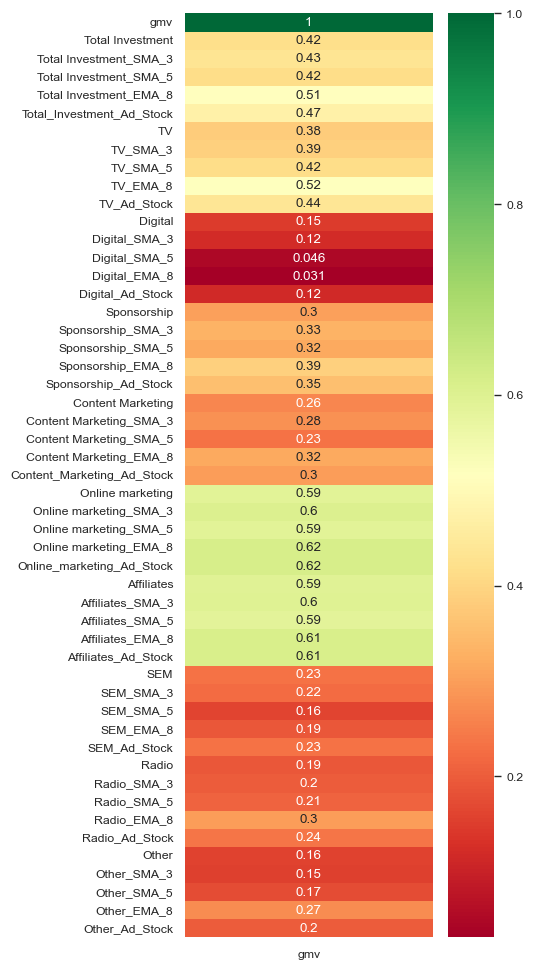 gmv 1
Total Investment 0.42
Total Investment_SMA_3 0.43
Total Investment_SMA_5 0.42
Total Investment_EMA_8 0.51
Total_Investment_Ad_Stock 0.47
TV 0.38
TV_SMA_3 0.39
TV_SMA_5 0.42
TV_EMA_8 0.52
TV_Ad_Stock 0.44
Digital 0.15
Digital_SMA_3 0.12
Digital_SMA_5 0.046
Digital_EMA_8 0.031
Digital_Ad_Stock 0.12
Sponsorship 0.3
Sponsorship_SMA_3 0.33
Sponsorship_SMA_5 0.32
Sponsorship_EMA_8 0.39
Sponsorship_Ad_Stock 0.35
Content Marketing 0.26
Content Marketing_SMA_3 0.28
Content Marketing_SMA_5 0.23
Content Marketing_EMA_8 0.32
Content_Marketing_Ad_Stock 0.3
Online marketing 0.59
Online marketing_SMA_3 0.6
Online marketing_SMA_5 0.59
Online marketing_EMA_8 0.62
Online_marketing_Ad_Stock 0.62
Affiliates 0.59
Affiliates_SMA_3 0.6
Affiliates_SMA_5 0.59
Affiliates_EMA_8 0.61
Affiliates_Ad_Stock 0.61
SEM 0.23
SEM_SMA_3 0.22
SEM_SMA_5 0.16
SEM_EMA_8 0.19
SEM_Ad_Stock 0.23
Radio 0.19
Radio_SMA_3 0.2
Radio_SMA_5 0.21
Radio_EMA_8 0.3
Radio_Ad_Stock 0.24
Other 0.16
Other_SMA_3 0.15
Other_SMA_5 0.17
Other_EMA_8 0.27
Other_Ad_Stock 0.2
gmv
1.0
0.8
0.6
0.4
0.2